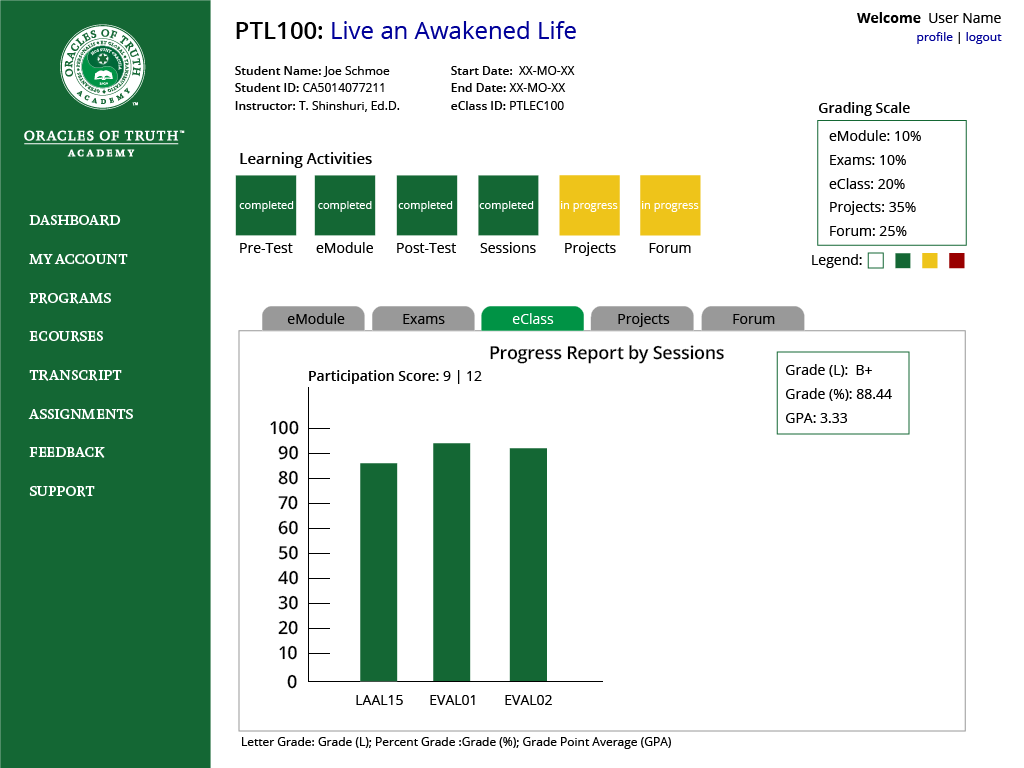 ORACLES OF TRUTH
ACADEMY
™
ORACLES OF TRUTH™
ACADEMY
DASHBOARD
MY ACCOUNT
PROGRAMS
ECOURSES
TRANSCRIPT
ASSIGNMENTS
FEEDBACK
SUPPORT
PTL100: Live an Awakened Life
Welcome User Name
profile | logout
Student Name: Joe Schmoe
Student ID: CA5014077211
Instructor: T. Shinshuri, Ed.D.
Start Date: XX-MO-XX
End Date: XX-MO-XX
eClass ID: PTLEC100
Grading Scale
eModule: 10%
Exams: 10%
eClass: 20%
Projects: 35%
Forum: 25%
Legend:
Learning Activities
completed completed completed completed in progress in progress
Pre-Test eModule Post-Test Sessions Projects Forum
eModule Exams eClass Projects Forum
Progress Report by Sessions
Participation Score: 9 | 12
Grade (L): B+
Grade (%): 88.44
GPA: 3.33
100
90
80
70
60
50
40
30
20
10
0
LAAL15 EVAL01 EVAL02
Letter Grade: Grade (L); Percent Grade :Grade (%); Grade Point Average (GPA)